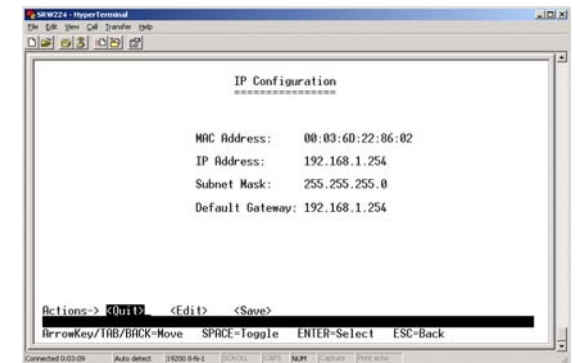 SRW224 - HyperTerminal
File Edit View Call Transfer Help
IP Configuration
================
MAC Address: 00:03:6D:22:86:02
IP Address: 192.168.1.254
Subnet Mask: 255.255.255.0
Default Gateway: 192.168.1.254
Actions-> <Quit> <Edit> <Save>
ArrowKey/TAB/BACK=Move SPACE=Toggle ENTER=Select ESC=Back
Connected 0:03:09 Auto detect 19200 8-N-1 SCROLL CAPS NUM Capture Print echo